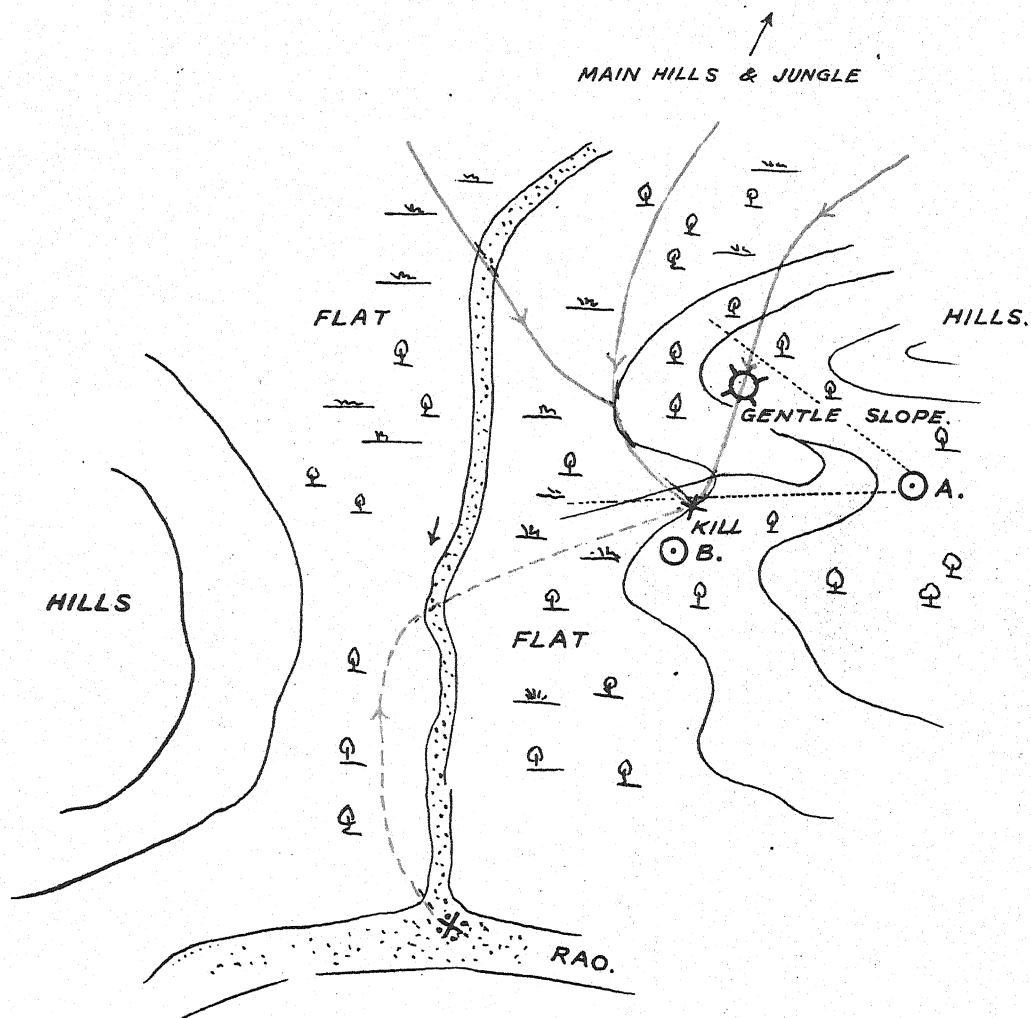 MAIN HILLS & JUNGLE
FLAT
HILLS.
GENTLE SLOPE.
A.
KILL
B.
HILLS
FLAT
RAO.